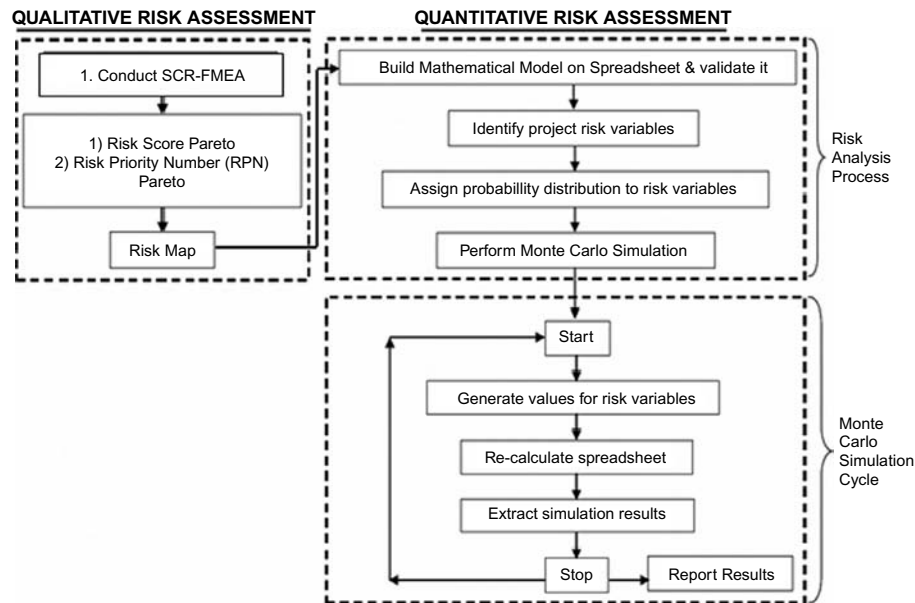 QUALITATIVE RISK ASSESSMENT
1. Conduct SCR-FMEA
1) Risk Score Pareto
2) Risk Priority Number (RPN)
Pareto
Risk Map
QUANTITATIVE RISK ASSESSMENT
Build Mathematical Model on Spreadsheet & validate it
Identify project risk variables
Assign probabillity distribution to risk variables
Perform Monte Carlo Simulation
Risk
Analysis
Process
Start
Generate values for risk variables
Re-calculate spreadsheet
Extract simulation results
Stop
Report Results
Monte
Carlo
Simulation
Cycle